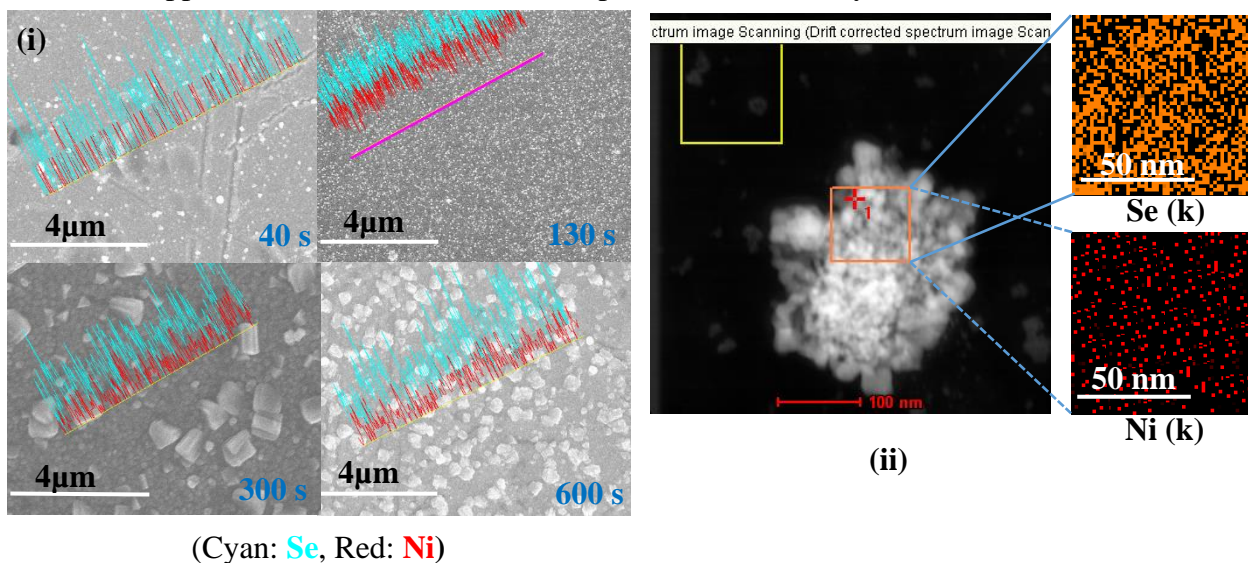 (i)
4μm
40 s
130 s
4μm
300 s
4μm
600 s
(Cyan: Se, Red: Ni)
ctrum image Scanning (Drift corrected spectrum image Scan
1
100 nm
(ii)
50 nm
Se (k)
50 nm
Ni (k)